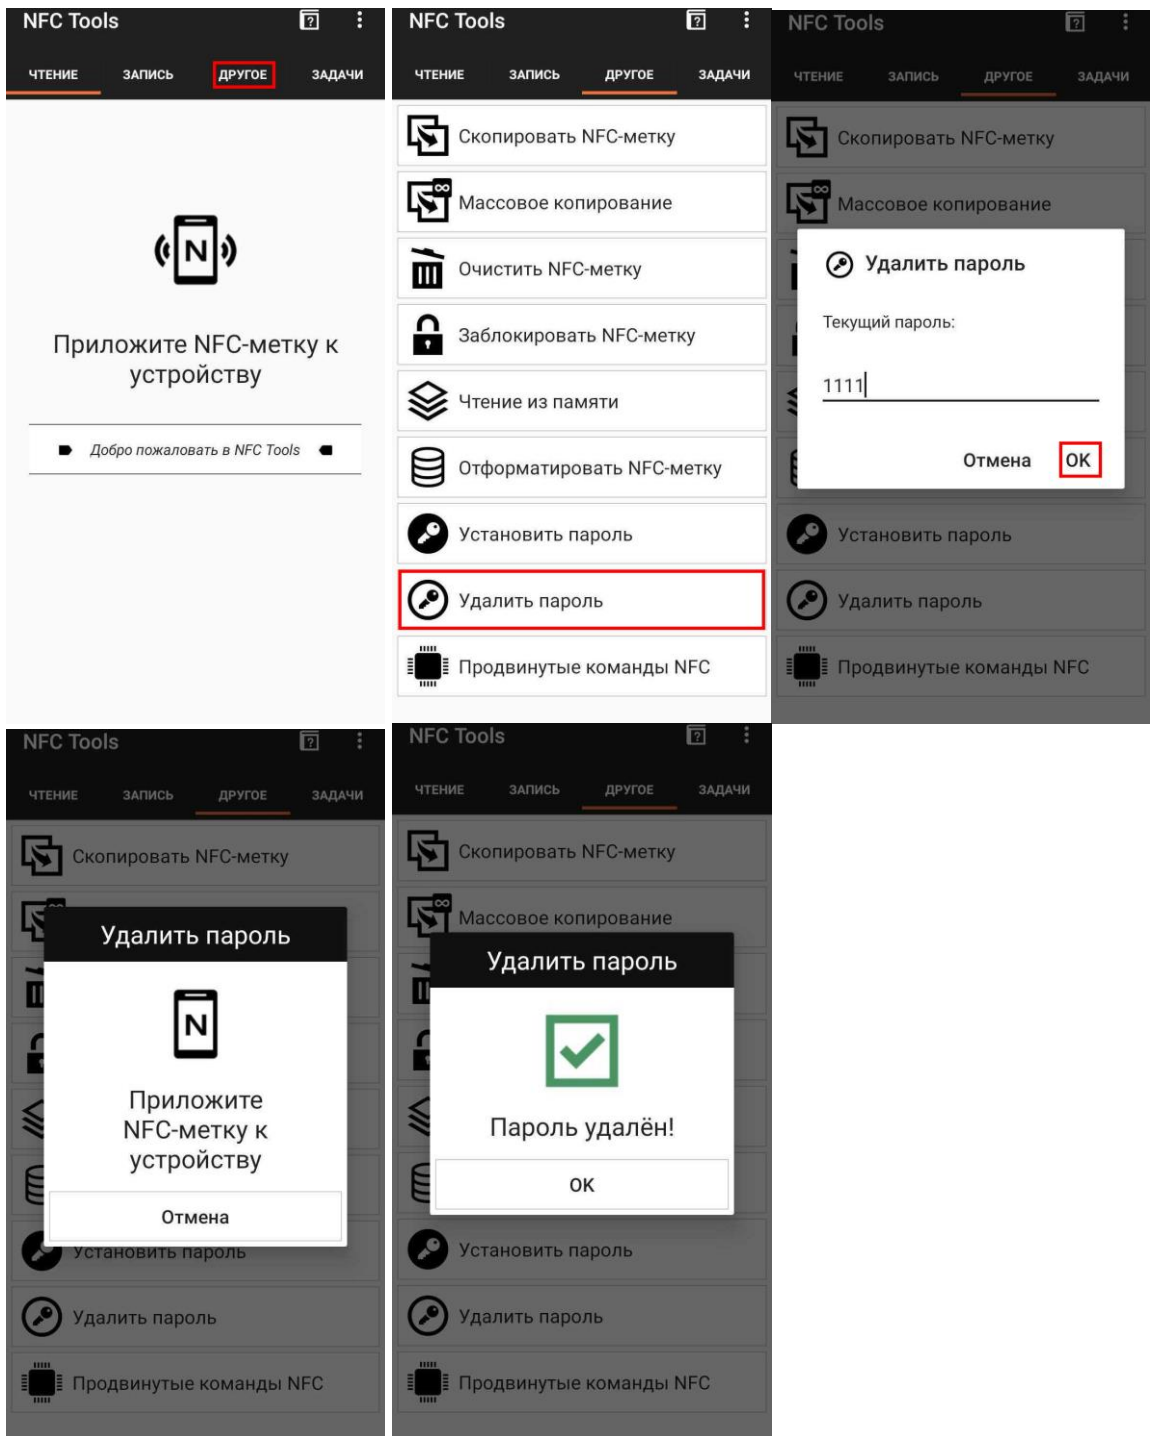 NFC Tools
ЧТЕНИЕ ЗАПИСЬ ДРУГОЕ ЗАДАЧИ
N
Приложите NFC-метку к
устройству
Добро пожаловать в NFC Tools
NFC Tools
ЧТЕНИЕ ЗАПИСЬ ДРУГОЕ ЗАДАЧИ
Скопировать NFC-метку
Массовое копирование
Очистить NFC-метку
Заблокировать NFC-метку
Чтение из памяти
Отформатировать NFC-метку
Установить пароль
Удалить пароль
Продвинутые команды NFC
NFC Tools
ЧТЕНИЕ ЗАПИСЬ ДРУГОЕ ЗАДАЧИ
Скопировать NFC-метку
Массовое копирование
Удалить пароль
Текущий пароль:
1111
Отмена OK
Установить пароль
Удалить пароль
Продвинутые команды NFC
NFC Tools
ЧТЕНИЕ ЗАПИСЬ ДРУГОЕ ЗАДАЧИ
Скопировать NFC-метку
Удалить пароль
N
Приложите
NFC-метку к
устройству
Отмена
Установить пароль
Удалить пароль
Продвинутые команды NFC
NFC Tools
ЧТЕНИЕ ЗАПИСЬ ДРУГОЕ ЗАДАЧИ
Скопировать NFC-метку
Массовое копирование
Удалить пароль
Пароль удалён!
OK
Установить пароль
Удалить пароль
Продвинутые команды NFC